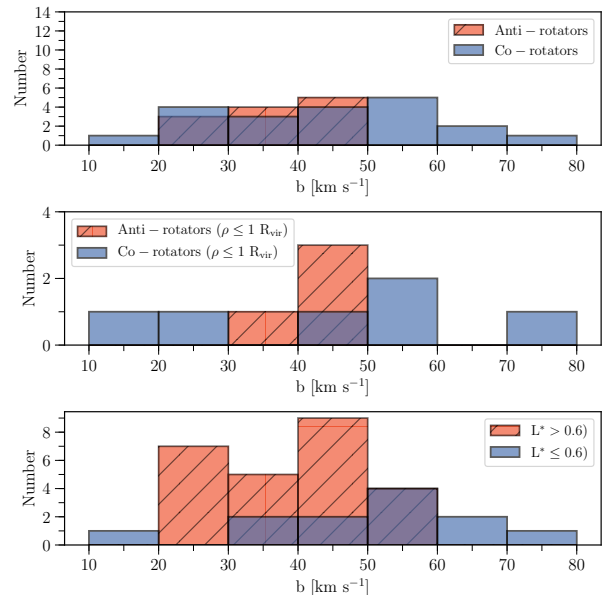 14
12
10
8
6
4
2
0
Number
Anti − rotators
Co − rotators
10 20 30 40 50 60 70 80
b [km s⁻¹]
4
2
0
Number
Anti − rotators (ρ ≤ 1 R_vir)
Co − rotators (ρ ≤ 1 R_vir)
10 20 30 40 50 60 70 80
b [km s⁻¹]
8
6
4
2
0
Number
L* > 0.6)
L* ≤ 0.6)
10 20 30 40 50 60 70 80
b [km s⁻¹]